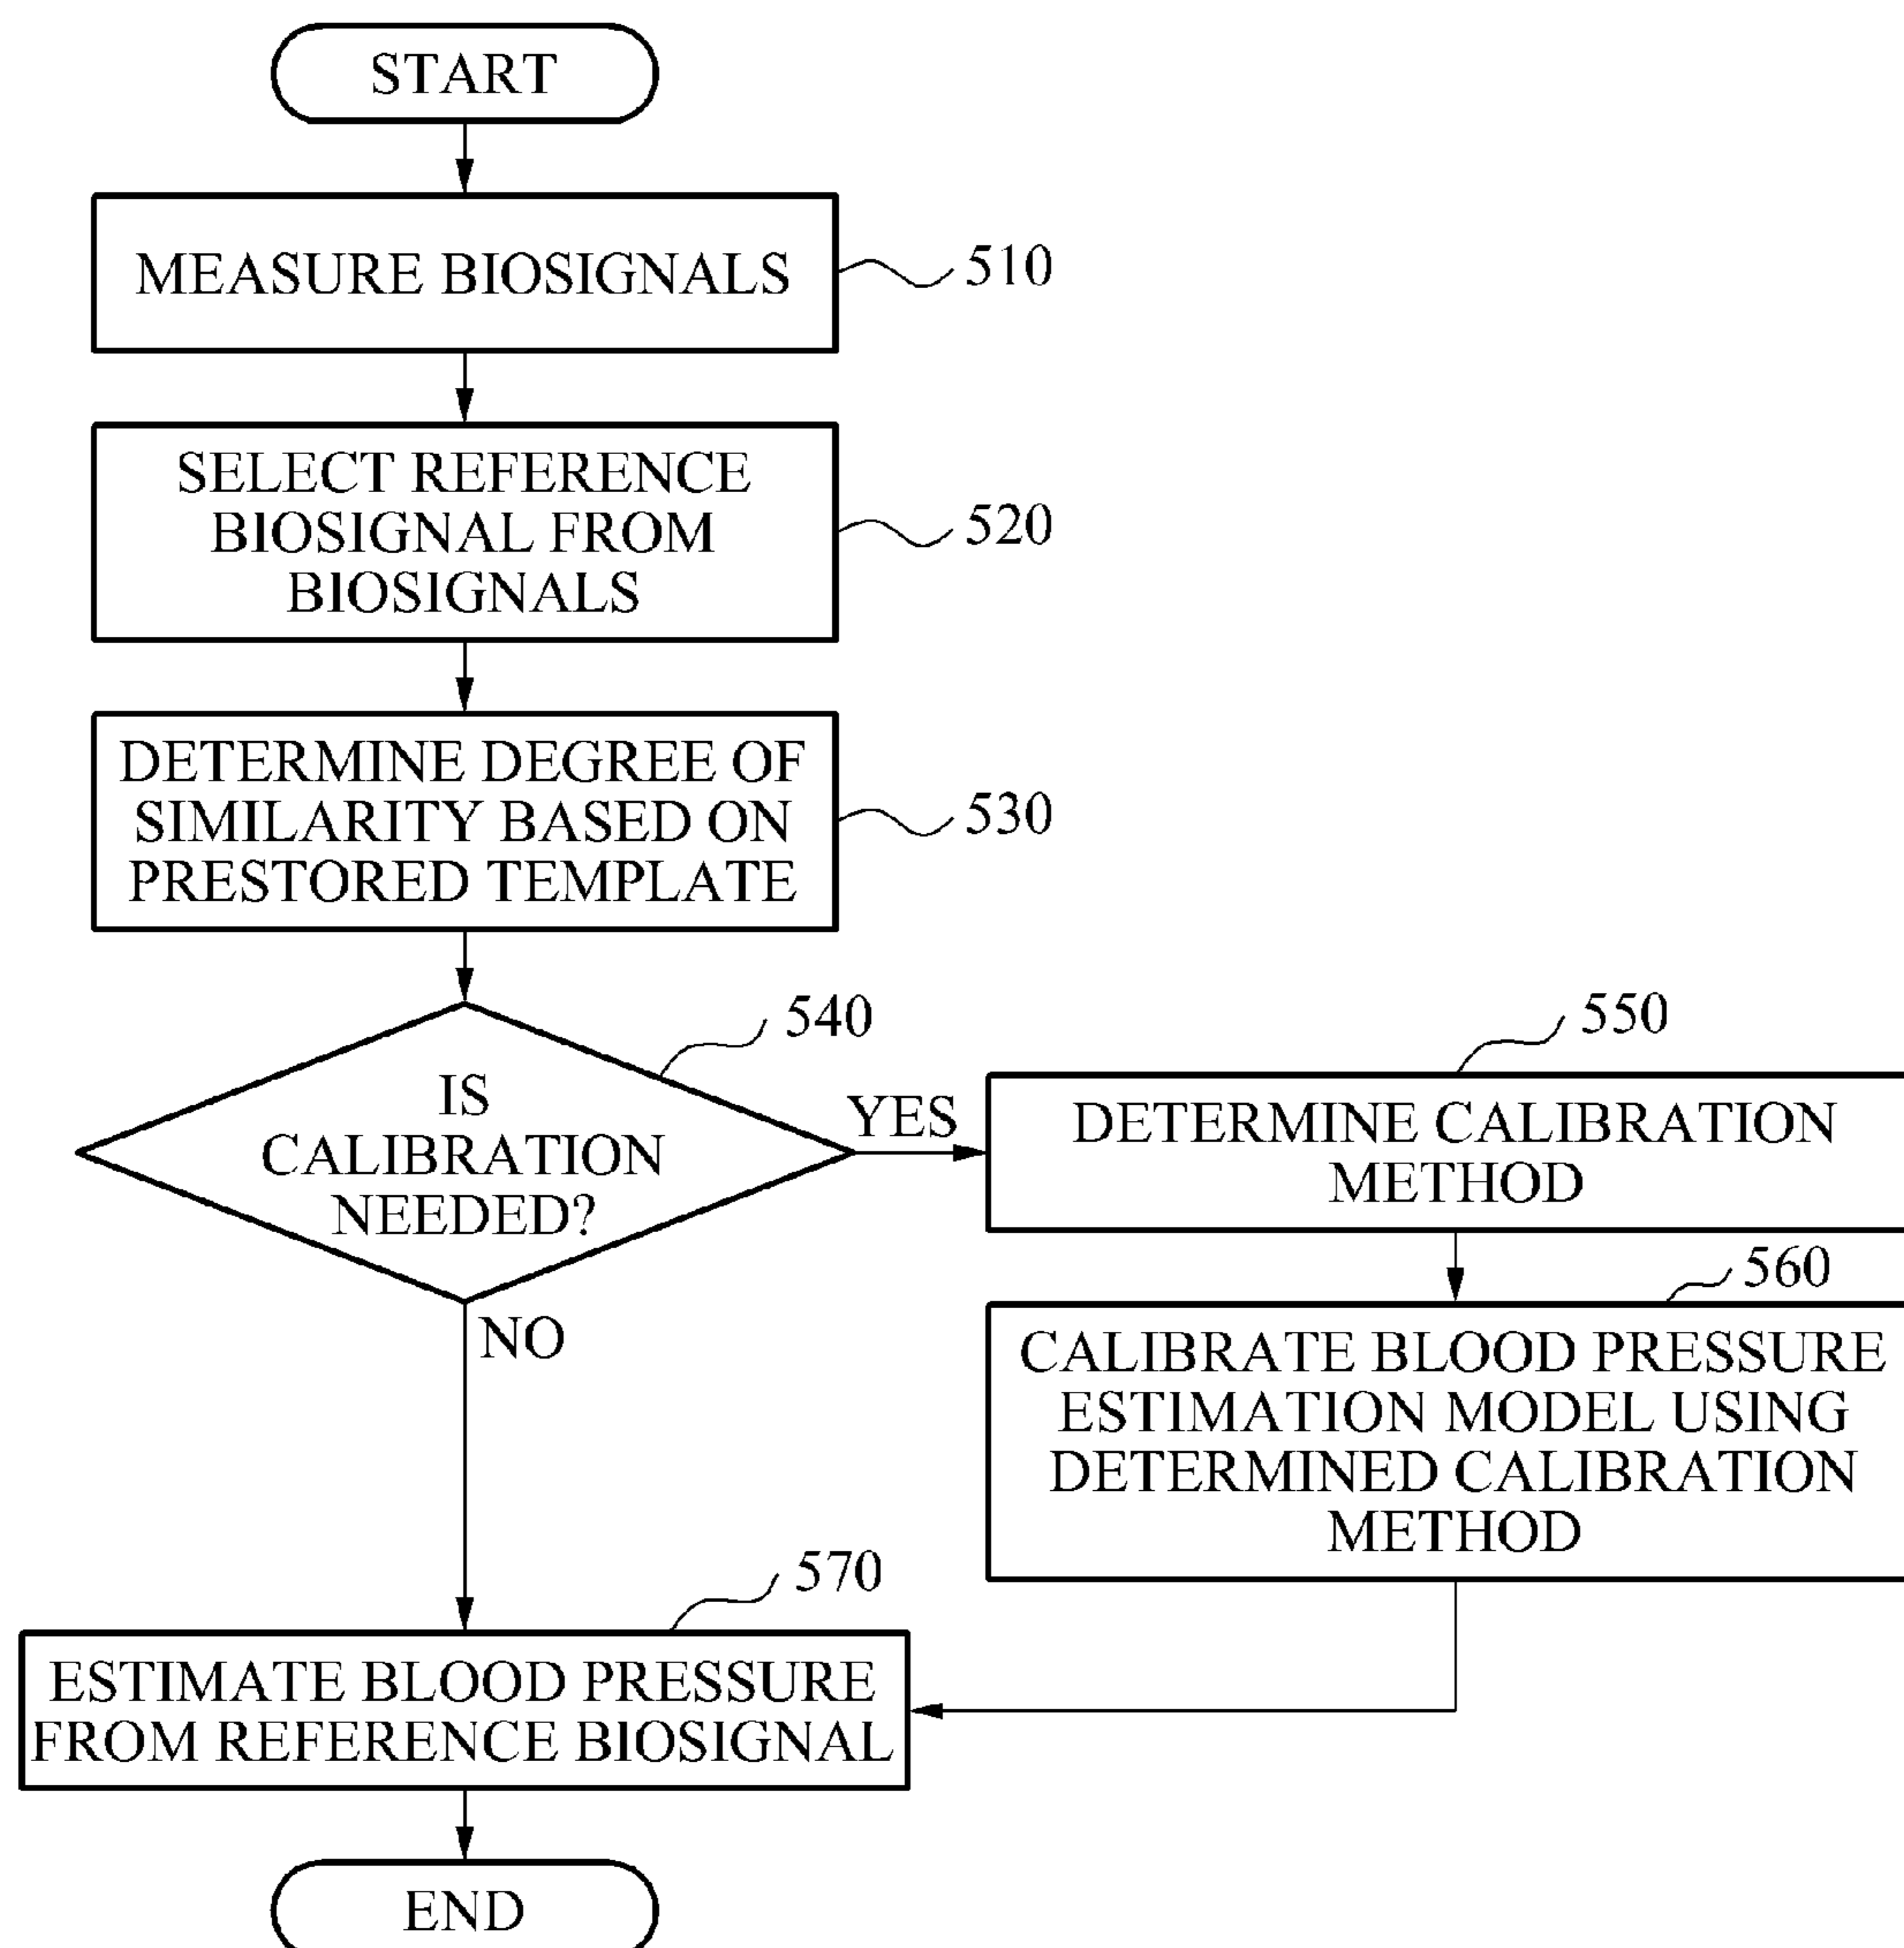 START
MEASURE BIOSIGNALS
510
SELECT REFERENCE
BIOSIGNAL FROM
BIOSIGNALS
520
DETERMINE DEGREE OF
SIMILARITY BASED ON
PRESTORED TEMPLATE
530
540
IS
CALIBRATION
NEEDED?
YES
NO
550
DETERMINE CALIBRATION
METHOD
560
CALIBRATE BLOOD PRESSURE
ESTIMATION MODEL USING
DETERMINED CALIBRATION
METHOD
570
ESTIMATE BLOOD PRESSURE
FROM REFERENCE BIOSIGNAL
END